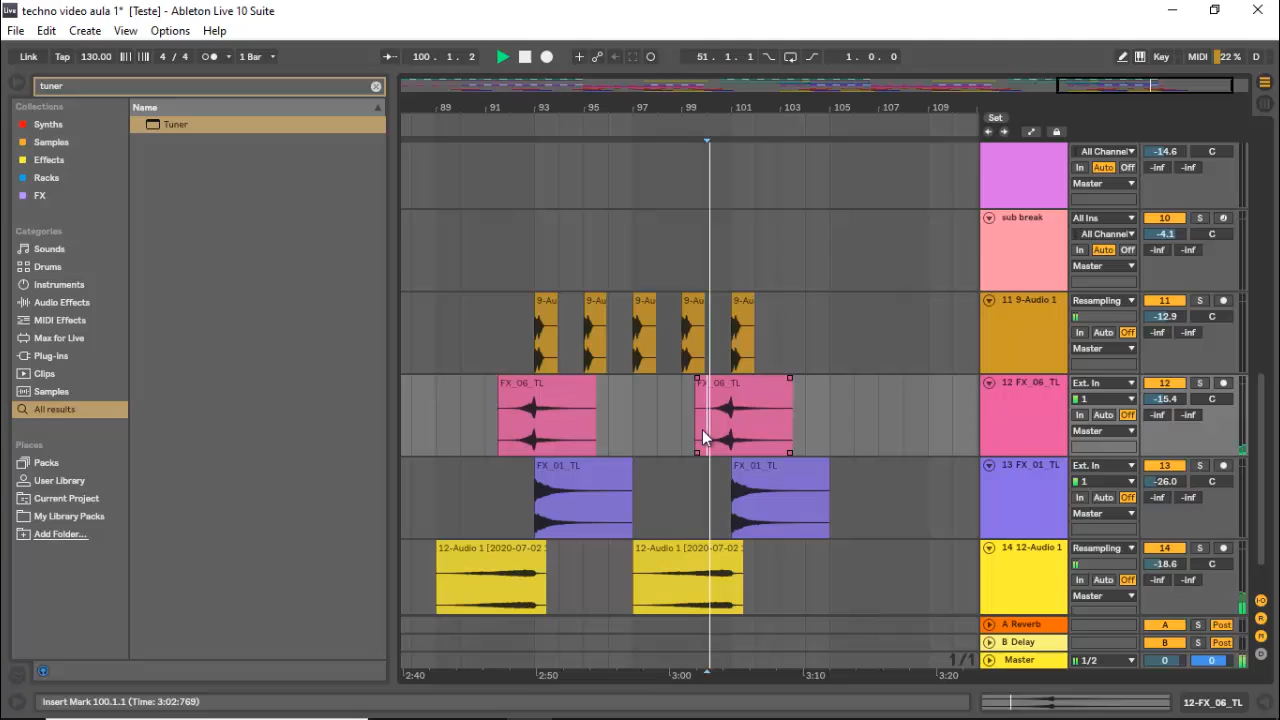 Live techno video aula 1* [Teste] - Ableton Live 10 Suite
File Edit Create View Options Help
Link Tap 130.00 4 / 4 1 Bar 100 . 1 . 2 51 . 1 . 1 1 . 0 . 0 Key MIDI 22 % D
tuner
Collections Name
Synths Tuner
Samples
Effects
Racks
FX
Categories
Sounds
Drums
Instruments
Audio Effects
MIDI Effects
Max for Live
Plug-Ins
Clips
Samples
All results
Places
Packs
User Library
Current Project
My Library Packs
Add Folder...
89 91 93 95 97 99 101 103 105 107 109
Set
All Channel -14.6 C
In Auto Off -inf -inf
Master
sub break All Ins 10 S
All Channel -4.1 C
In Auto Off -inf -inf
Master
9-Au 9-Au 9-Au 9-Au 9-Au 11 9-Audio 1 Resampling 11 S
-12.9 C
In Auto Off -inf -inf
Master
FX_06_TL FX_06_TL 12 FX_06_TL Ext. In 12 S
1 -15.4 C
In Auto Off -inf -inf
Master
FX_01_TL FX_01_TL 13 FX_01_TL Ext. In 13 S
1 -26.0 C
In Auto Off -inf -inf
Master
12-Audio 1 [2020-07-02 12-Audio 1 [2020-07-02 14 12-Audio 1 Resampling 14 S
-18.6 C
In Auto Off -inf -inf
Master
A Reverb A S Post
B Delay B S Post
1/1 Master 1/2 0 0
2:40 2:50 3:00 3:10 3:20
Insert Mark 100.1.1 (Time: 3:02:769) 12-FX_06_TL